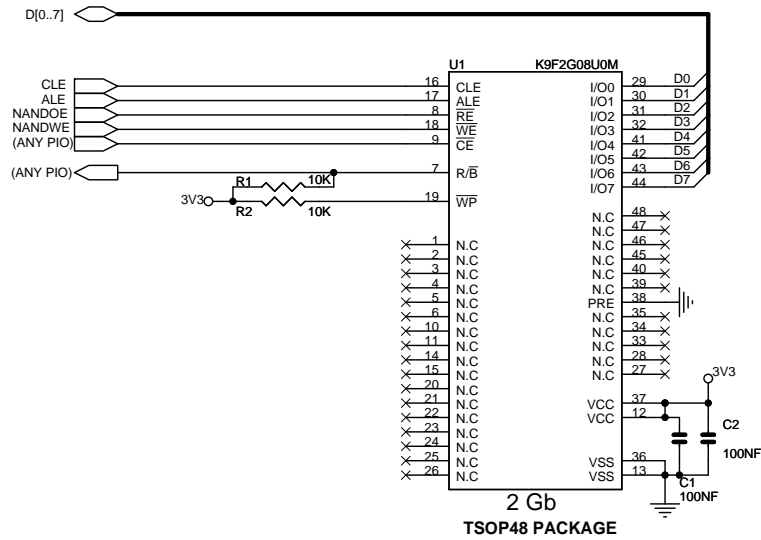 D[0..7]
U1 K9F2G08U0M
CLE 16 CLE I/O0 29 D0
ALE 17 ALE I/O1 30 D1
NANDOE 8 RE I/O2 31 D2
NANDWE 18 WE I/O3 32 D3
(ANY PIO) 9 CE I/O4 41 D4
I/O5 42 D5
(ANY PIO) 7 R/B I/O6 43 D6
I/O7 44 D7
R1 10K
3V3 19 WP
R2 10K
N.C 48
N.C 47
1 N.C N.C 46
2 N.C N.C 45
3 N.C N.C 40
4 N.C N.C 39
5 N.C PRE 38
6 N.C N.C 35
10 N.C N.C 34
11 N.C N.C 33
14 N.C N.C 28
15 N.C N.C 27
20 N.C 3V3
21 N.C VCC 37
22 N.C VCC 12
23 N.C C2
24 N.C 100NF
25 N.C VSS 36
26 N.C VSS 13
C1
100NF
2 Gb
TSOP48 PACKAGE